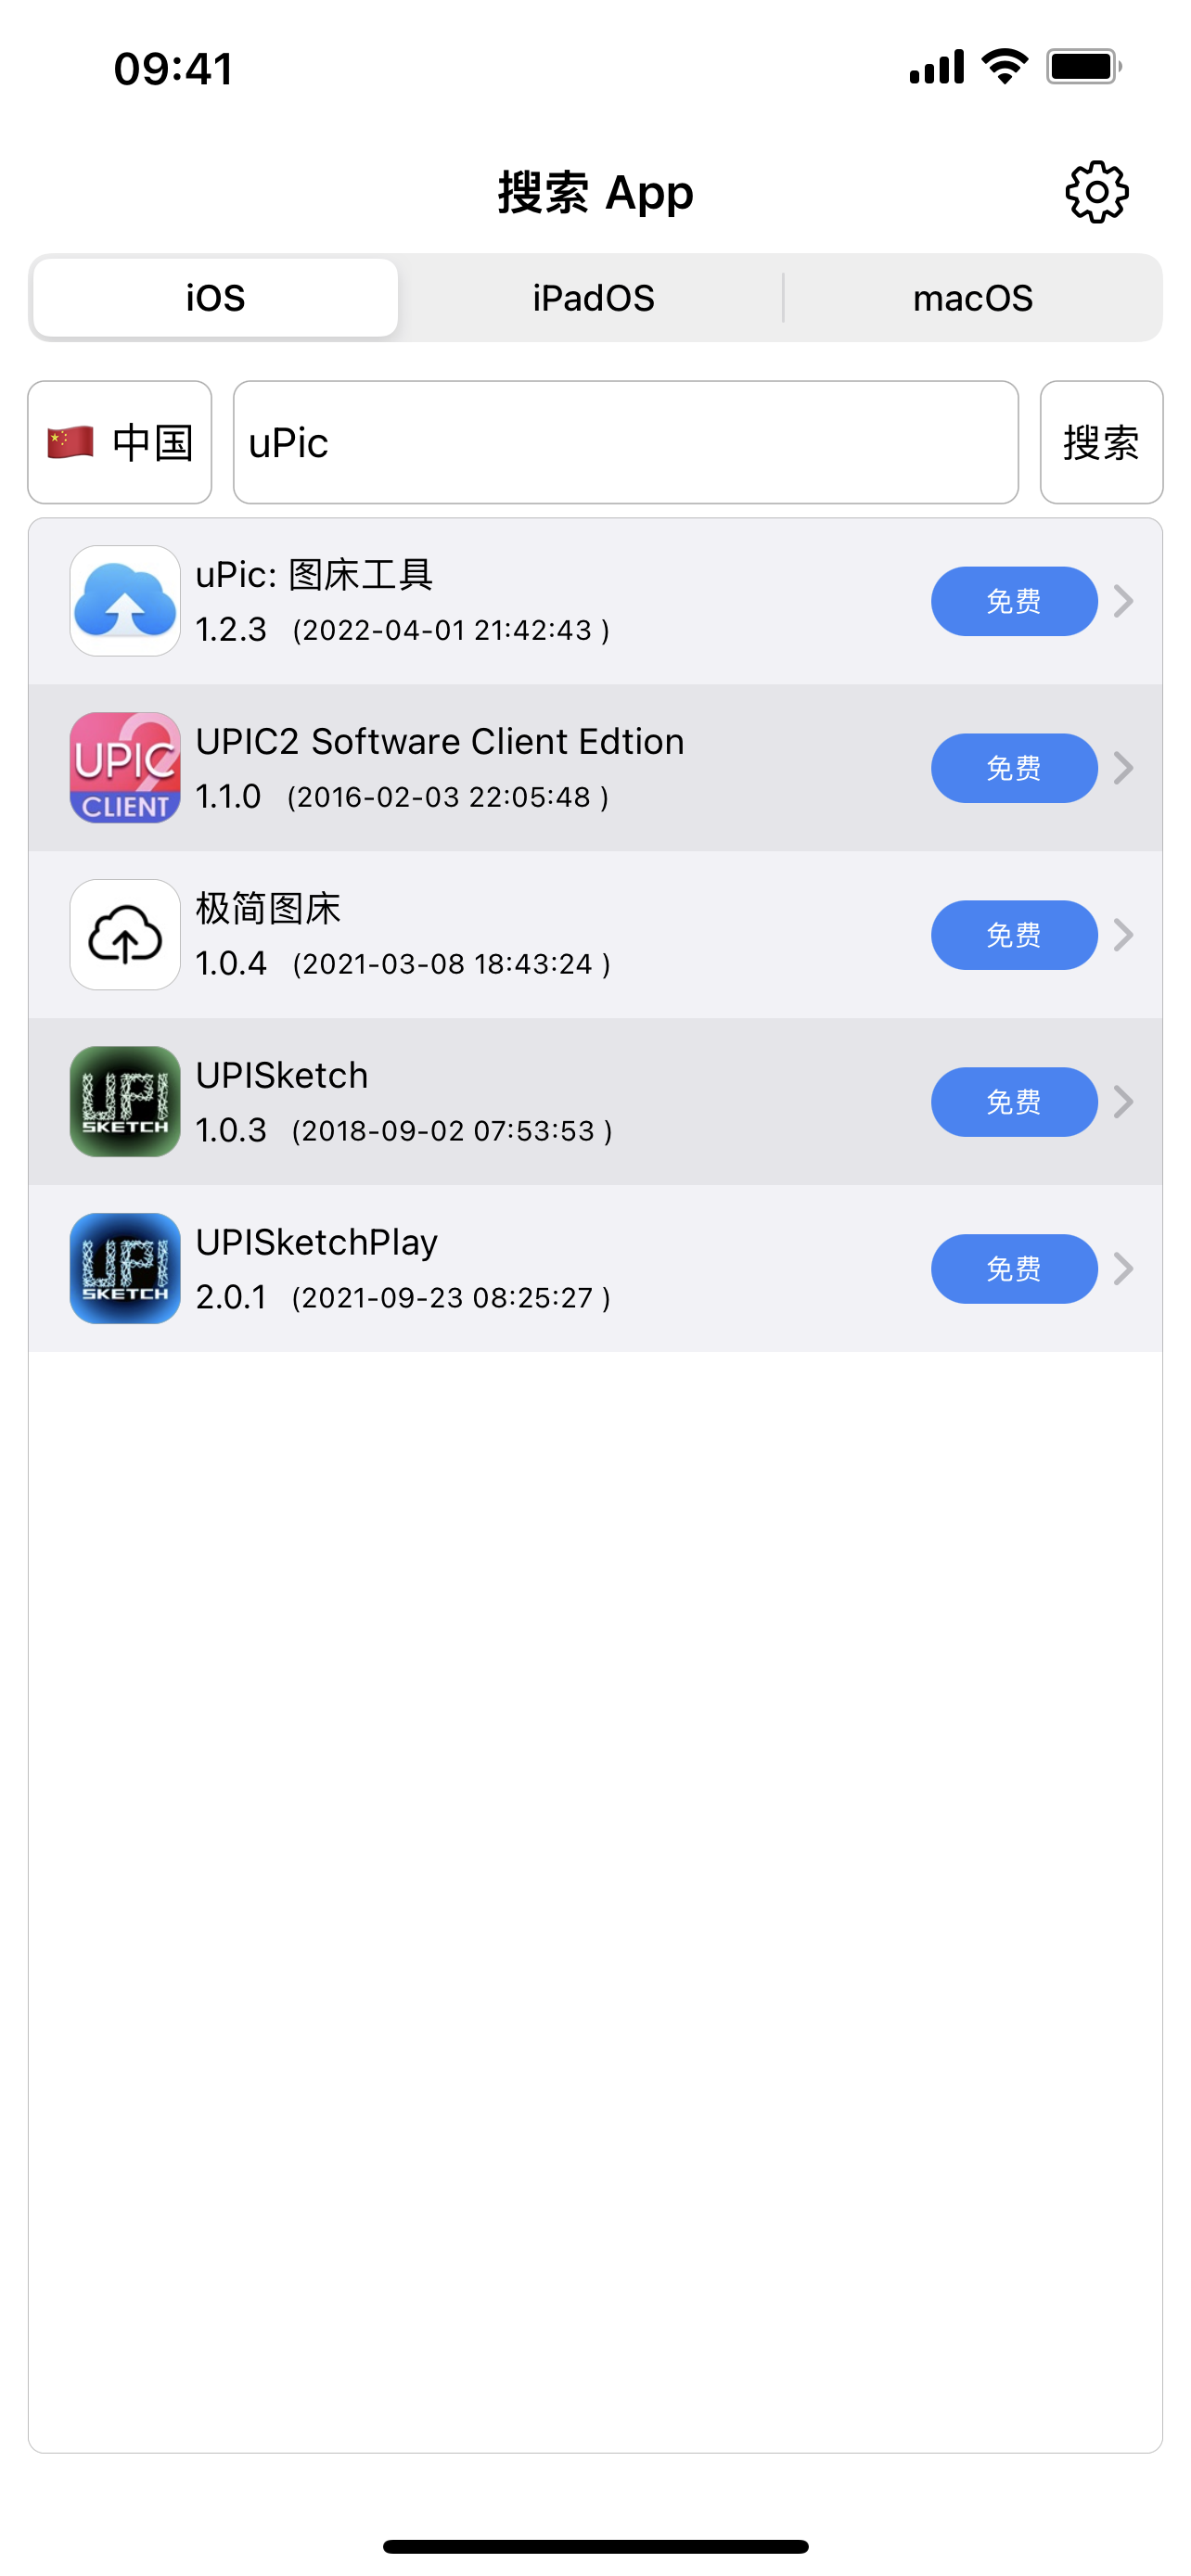 09:41
搜索 App
iOS
iPadOS
macOS
🇨🇳 中国
uPic
搜索
uPic: 图床工具
1.2.3 (2022-04-01 21:42:43 )
免费
UPIC2
CLIENT
UPIC2 Software Client Edtion
1.1.0 (2016-02-03 22:05:48 )
免费
极简图床
1.0.4 (2021-03-08 18:43:24 )
免费
UPI
SKETCH
UPISketch
1.0.3 (2018-09-02 07:53:53 )
免费
UPI
SKETCH
UPISketchPlay
2.0.1 (2021-09-23 08:25:27 )
免费